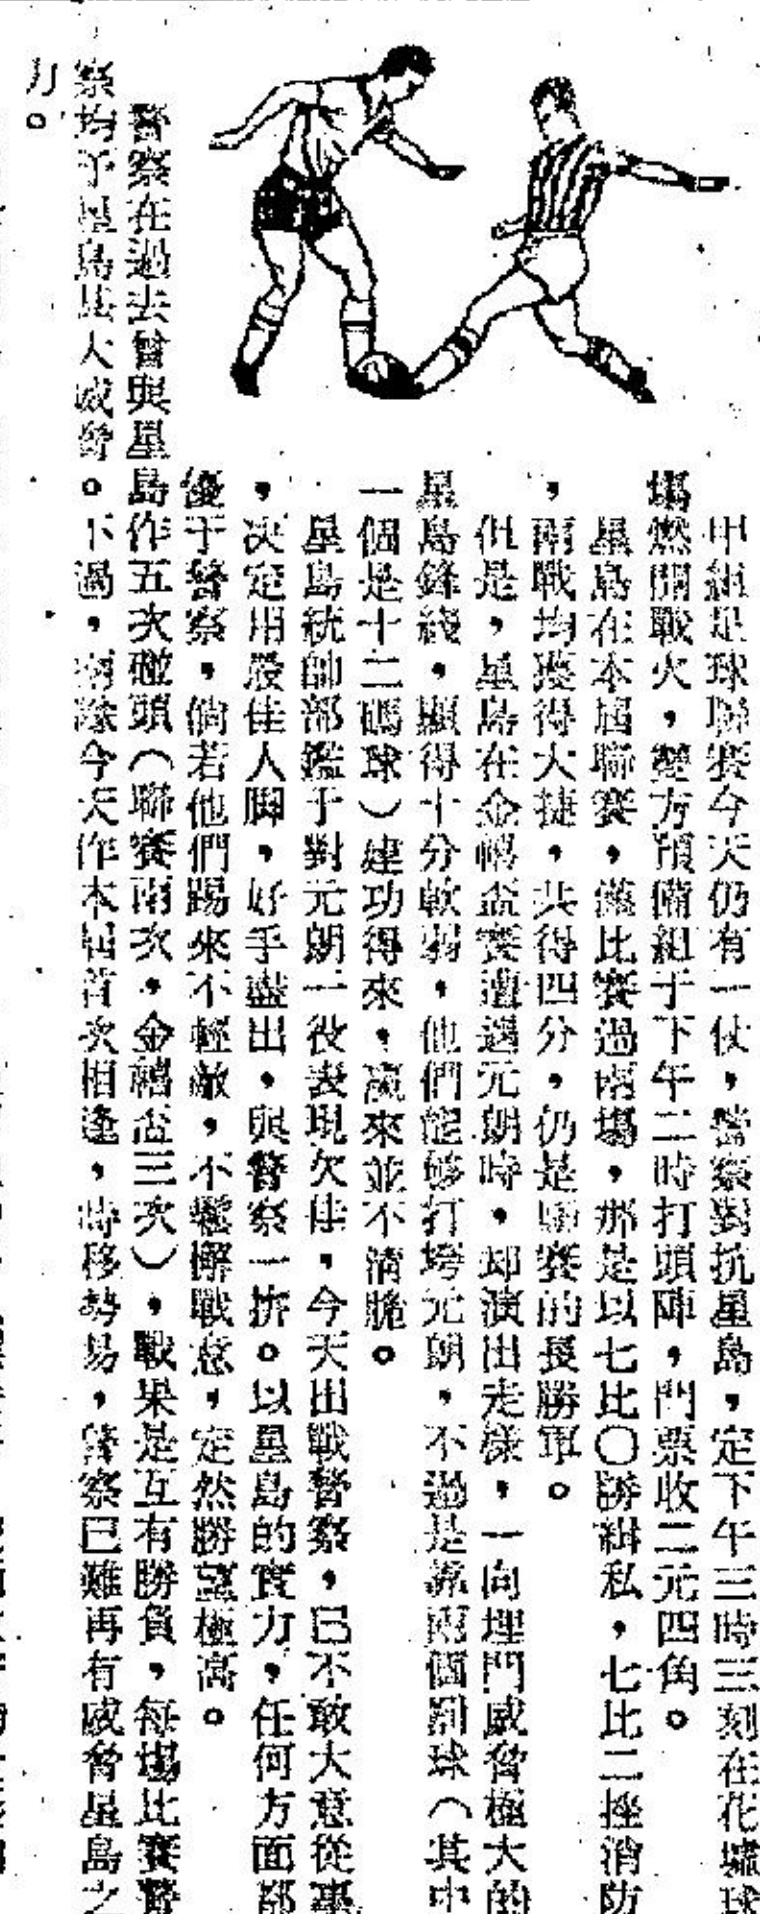 甲組足球聯賽今天仍有一仗，警察對抗星島，定下午三時三刻在花墟球
塲燃開戰火，雙方預備組于下午二時打頭陣，門票收二元四角。
星島在本屆聯賽，僅比賽過兩塲，那是以七比〇勝緝私，七比二挫消防
，兩戰均獲得大捷，共得四分，仍是聯賽的長勝軍。
但是，星島在金禧盃賽遭遇元朗時，却演出走樣，一向埋門威脅極大的
星島鋒綫，顯得十分軟弱，他們能够打垮元朗，不過是靠兩個罰球（其中
一個是十二碼球）建功得來，贏來並不清脆。
星島統帥部鑑于對元朗一役表現欠佳，今天出戰警察，已不敢大意從事
，决定用最佳人脚，好手盡出，與警察一拚。以星島的實力，任何方面都
優于警察，倘若他們踢來不輕敵，不鬆懈戰意，定然勝望極高。
警察在過去曾與星島作五次碰頭（聯賽兩次，金禧盃三次），戰果是互有勝負，每塲比賽警
察均予星島以大威脅。不過，兩隊今天作本屆首次相逢，時移勢易，警察已難再有威脅星島之
力。